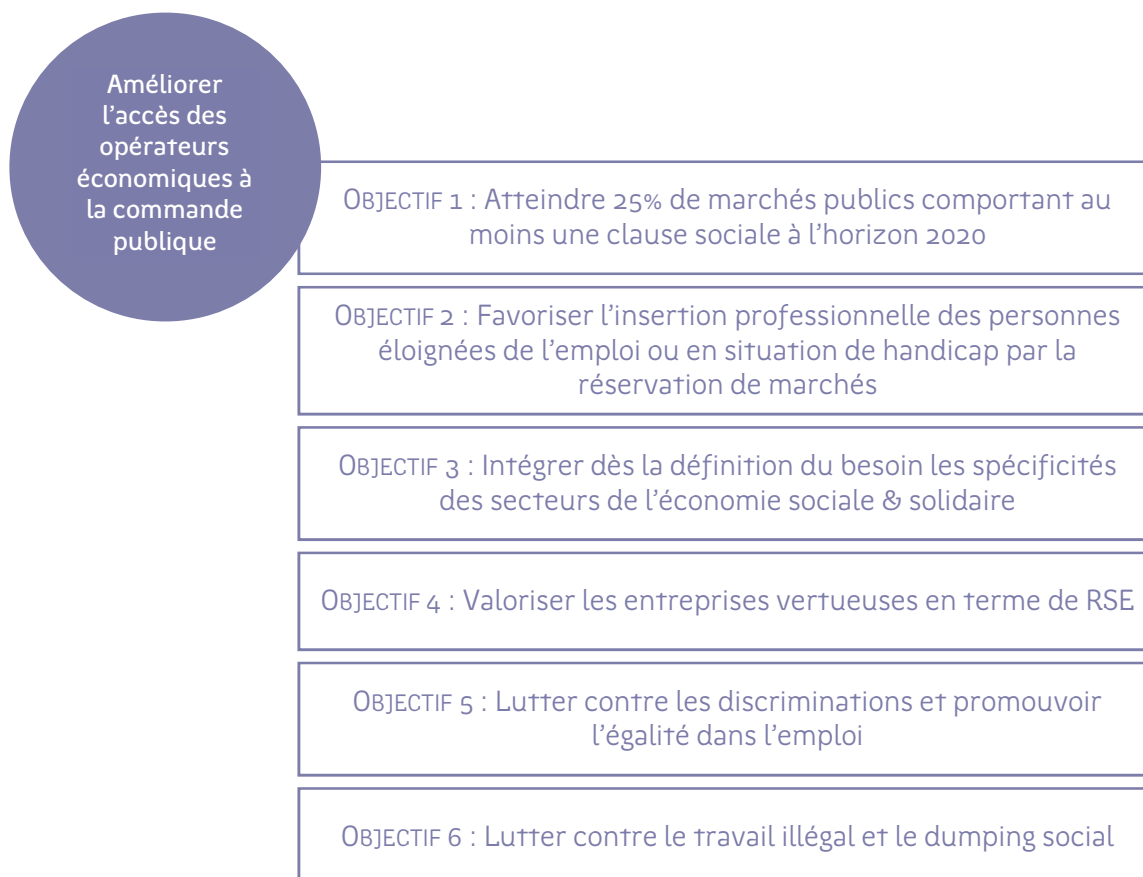 Améliorer
l’accès des
opérateurs
économiques à
la commande
publique
OBJECTIF 1 : Atteindre 25% de marchés publics comportant au
moins une clause sociale à l’horizon 2020
OBJECTIF 2 : Favoriser l’insertion professionnelle des personnes
éloignées de l’emploi ou en situation de handicap par la
réservation de marchés
OBJECTIF 3 : Intégrer dès la définition du besoin les spécificités
des secteurs de l’économie sociale & solidaire
OBJECTIF 4 : Valoriser les entreprises vertueuses en terme de RSE
OBJECTIF 5 : Lutter contre les discriminations et promouvoir
l’égalité dans l’emploi
OBJECTIF 6 : Lutter contre le travail illégal et le dumping social